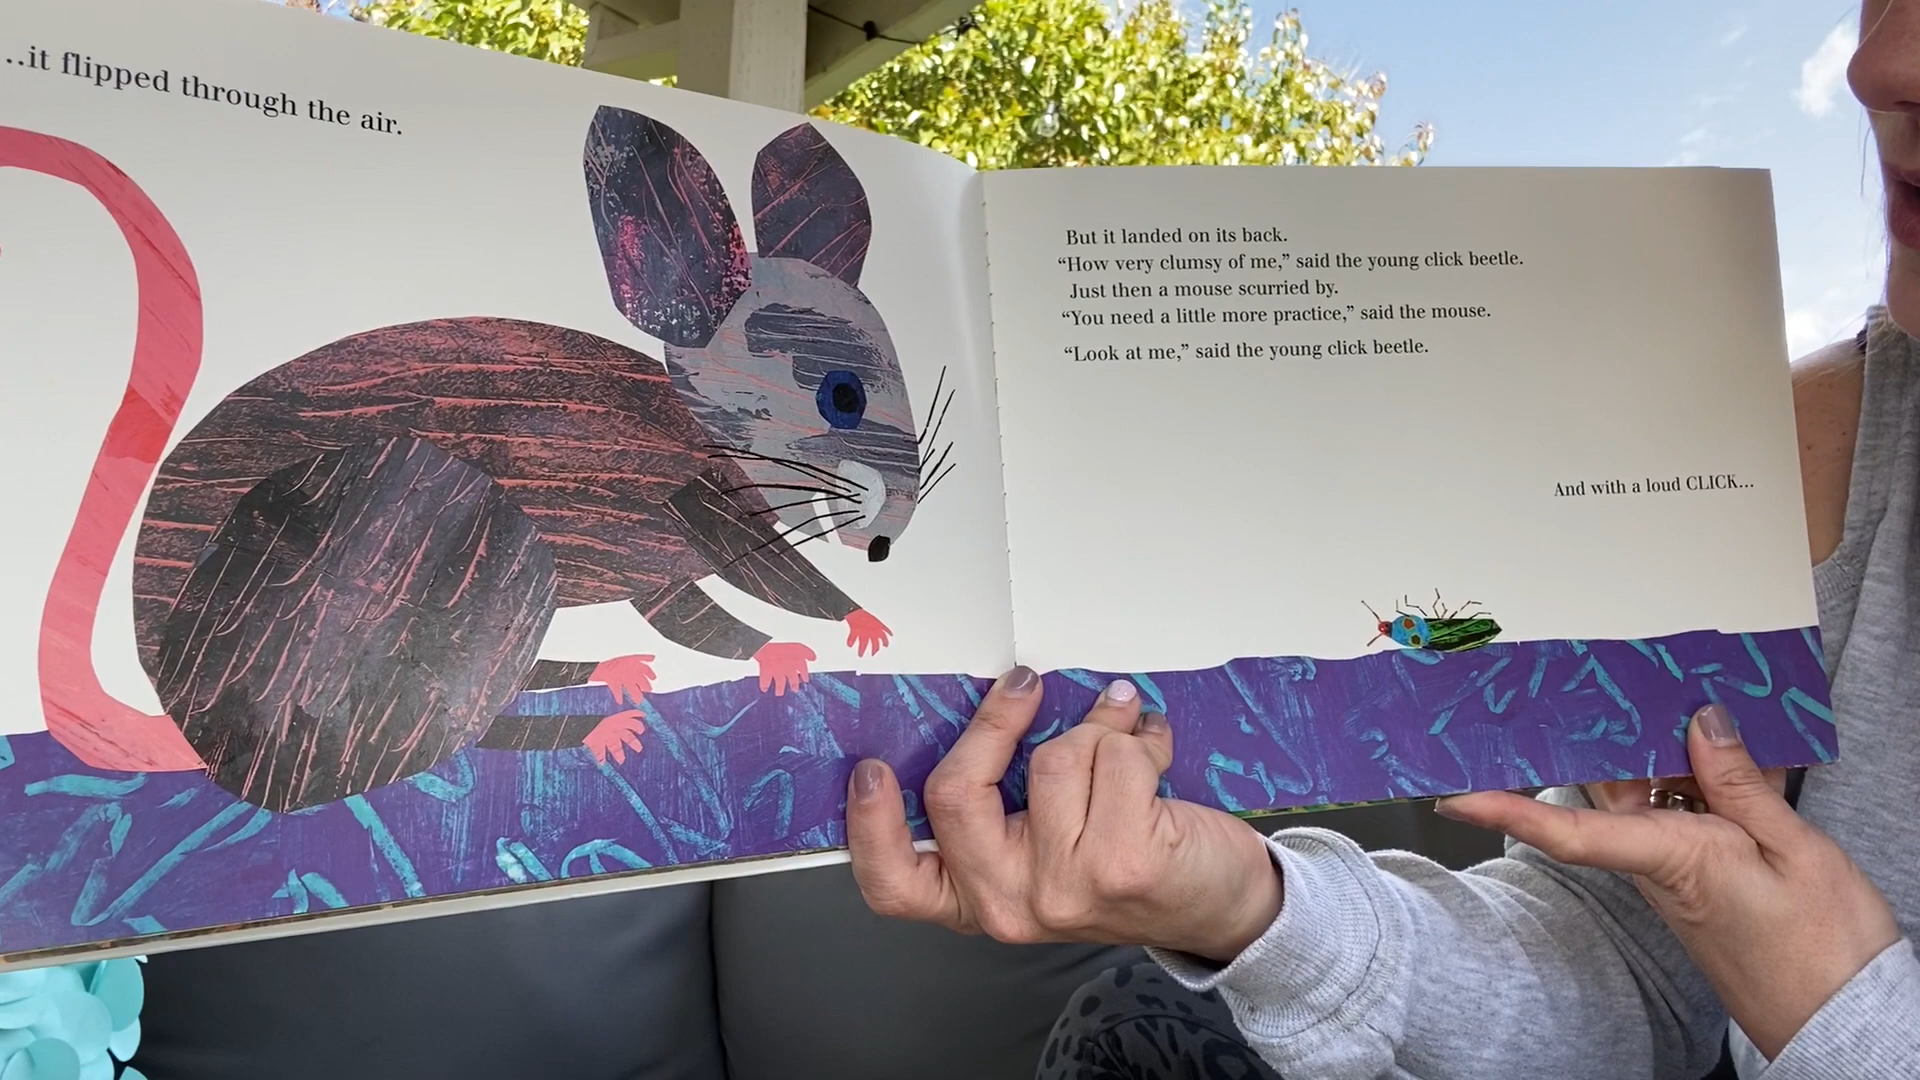 ...it flipped through the air.
But it landed on its back.
“How very clumsy of me,” said the young click beetle.
Just then a mouse scurried by.
“You need a little more practice,” said the mouse.
“Look at me,” said the young click beetle.
And with a loud CLICK...